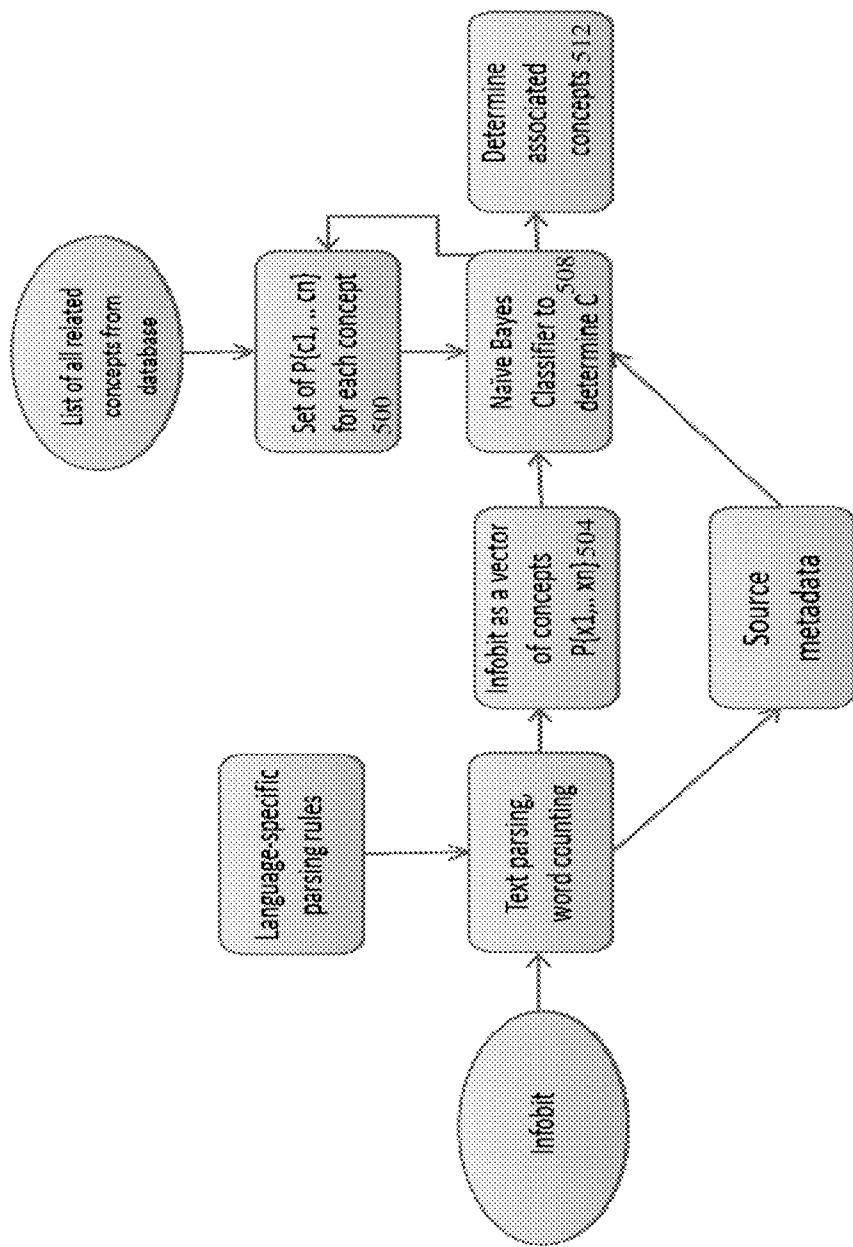 Infobit
Language-specific
parsing rules
Text parsing,
word counting
Infobit as a vector
of concepts
P{x1,... xn} 504
Source
metadata
List of all related
concepts from
database
Set of P{c1, ... cn}
for each concept
500
Naïve Bayes
Classifier to
determine C 508
Determine
associated
concepts 512